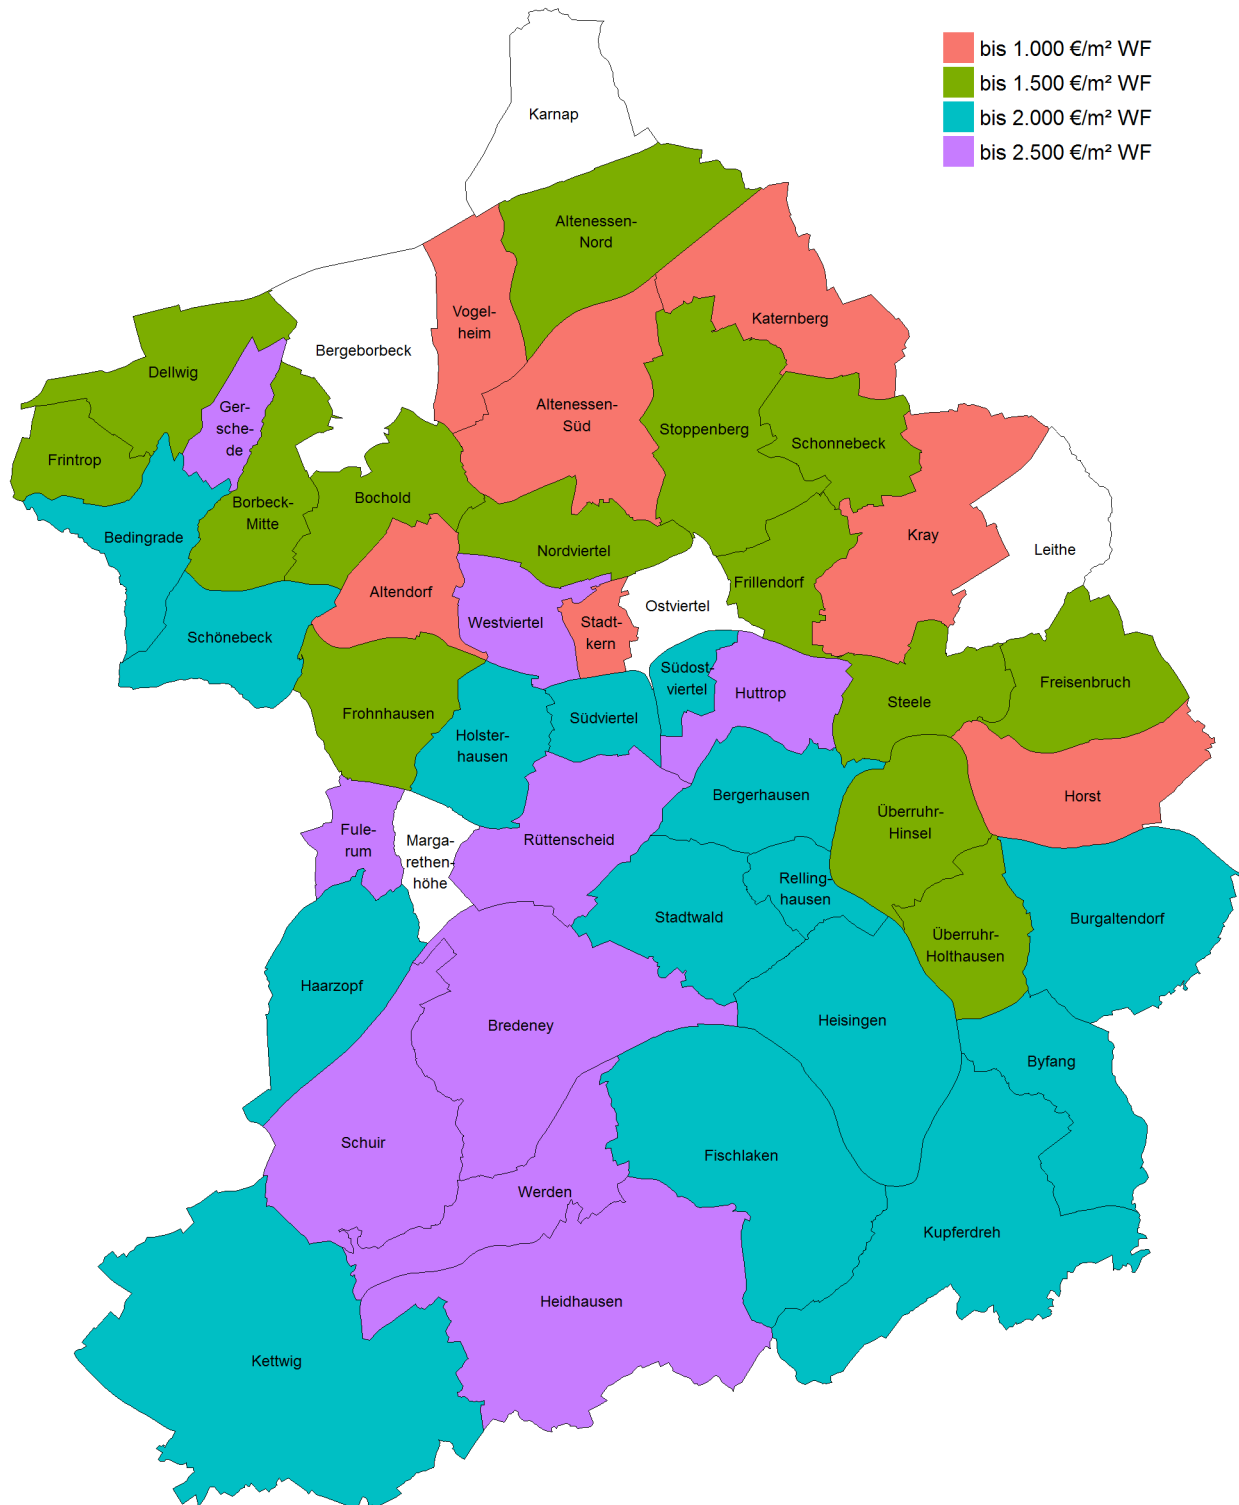 bis 1.000 €/m² WF
bis 1.500 €/m² WF
bis 2.000 €/m² WF
bis 2.500 €/m² WF
Karnap
Altenessen-
Nord
Vogel-
heim
Katernberg
Bergeborbeck
Dellwig
Ger-
sche-
de
Altenessen-
Süd
Stoppenberg
Schonnebeck
Frintrop
Borbeck-
Mitte
Bochold
Bedingrade
Nordviertel
Kray
Leithe
Frillendorf
Altendorf
Ostviertel
Westviertel
Stadt-
kern
Schönebeck
Südost-
viertel
Huttrop
Freisenbruch
Steele
Frohnhausen
Südviertel
Holster-
hausen
Bergerhausen
Horst
Überruhr-
Hinsel
Fule-
rum
Marga-
rethen-
höhe
Rüttenscheid
Relling-
hausen
Stadtwald
Burgaltendorf
Überruhr-
Holthausen
Haarzopf
Bredeney
Heisingen
Byfang
Schuir
Fischlaken
Werden
Kupferdreh
Heidhausen
Kettwig